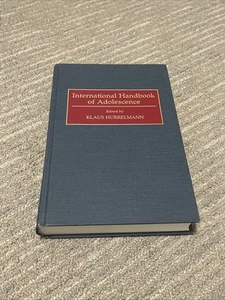 International Handbook
of Adolescence
Edited by
KLAUS HURRELMANN